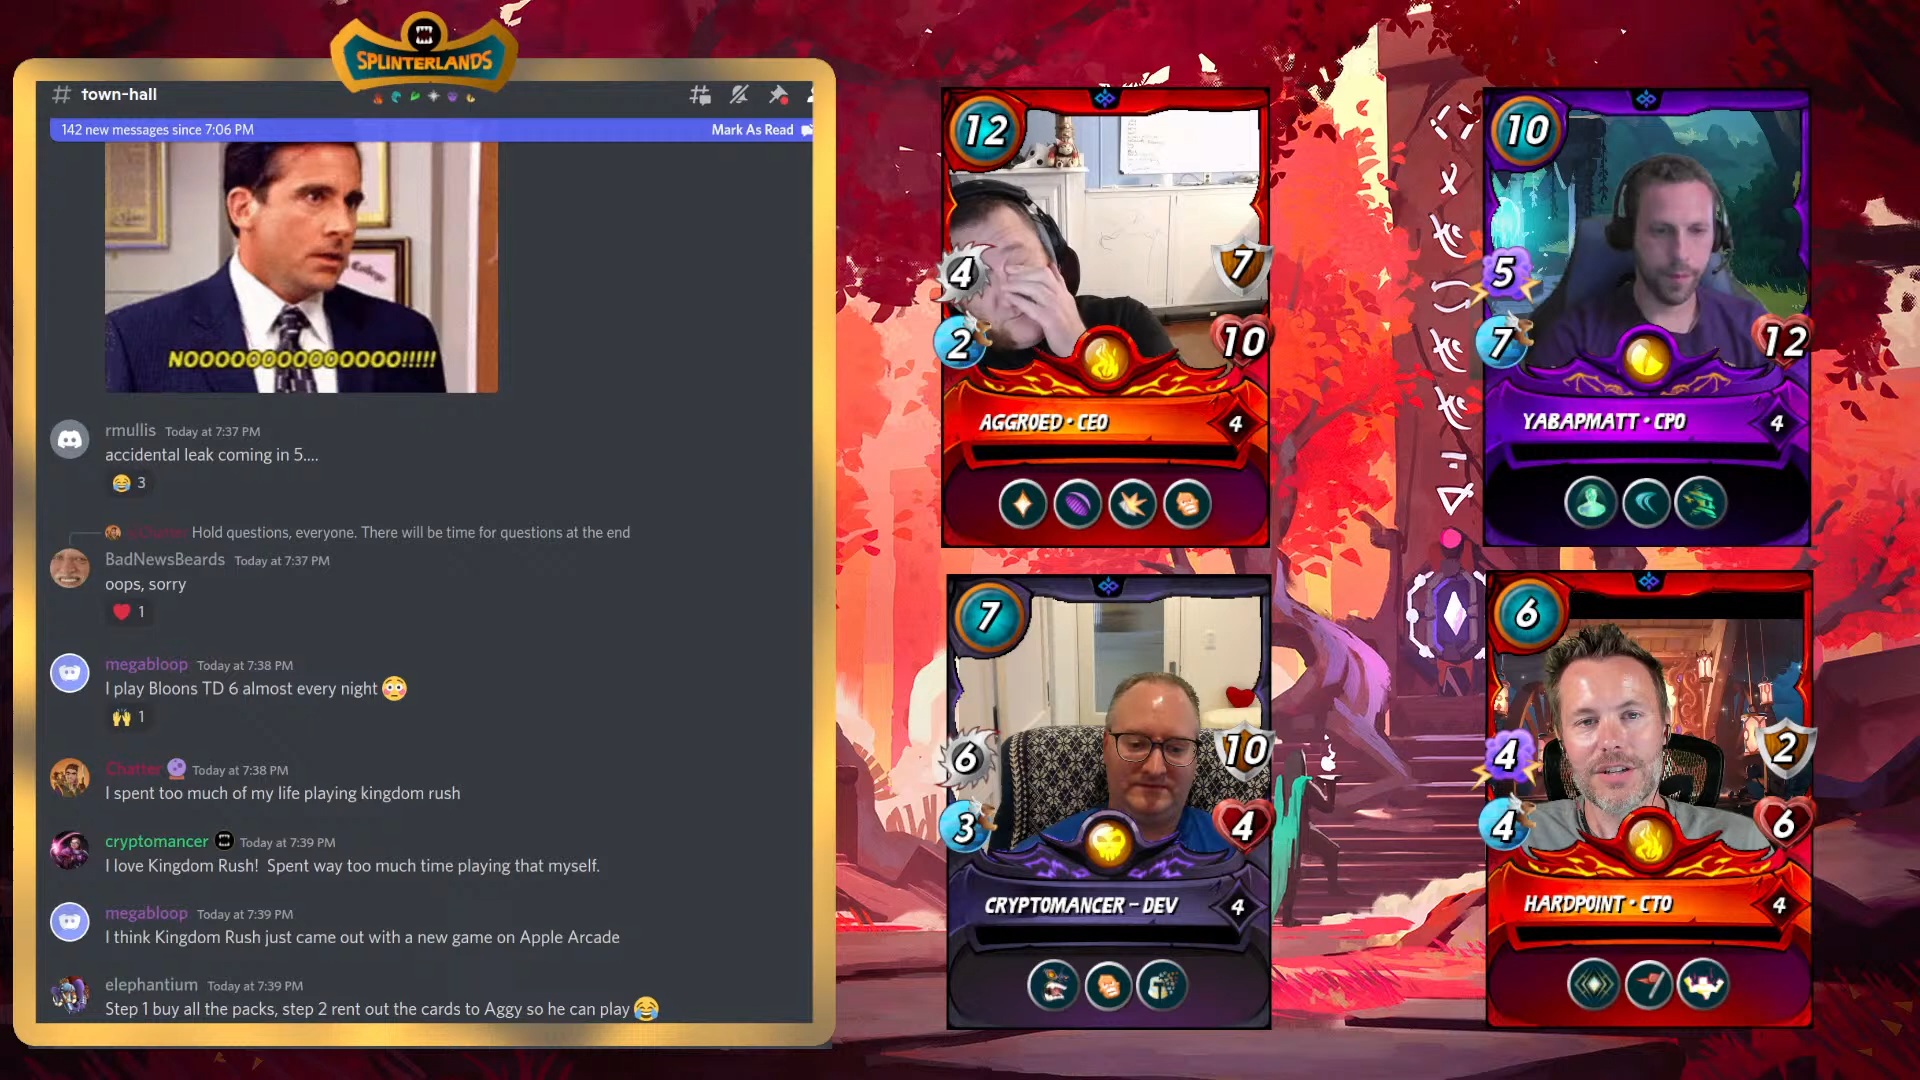 SPLINTERLANDS
# town-hall
142 new messages since 7:06 PM
Mark As Read
NOOOOOOOOOOOOOO!!!!!
rmullis Today at 7:37 PM
accidental leak coming in 5....
😂 3
Hold questions, everyone. There will be time for questions at the end
BadNewsBeards Today at 7:37 PM
oops, sorry
❤️ 1
megabloop Today at 7:38 PM
I play Bloons TD 6 almost every night 😳
🙌 1
Chatter Today at 7:38 PM
I spent too much of my life playing kingdom rush
cryptomancer Today at 7:39 PM
I love Kingdom Rush! Spent way too much time playing that myself.
megabloop Today at 7:39 PM
I think Kingdom Rush just came out with a new game on Apple Arcade
elephantium Today at 7:39 PM
Step 1 buy all the packs, step 2 rent out the cards to Aggy so he can play 😂
12
4
7
2
10
AGGROED • CEO
4
10
5
7
12
YABAPMATT • CPO
4
7
6
10
3
4
CRYPTOMANCER – DEV
4
6
4
2
4
6
HARDPOINT • CTO
4